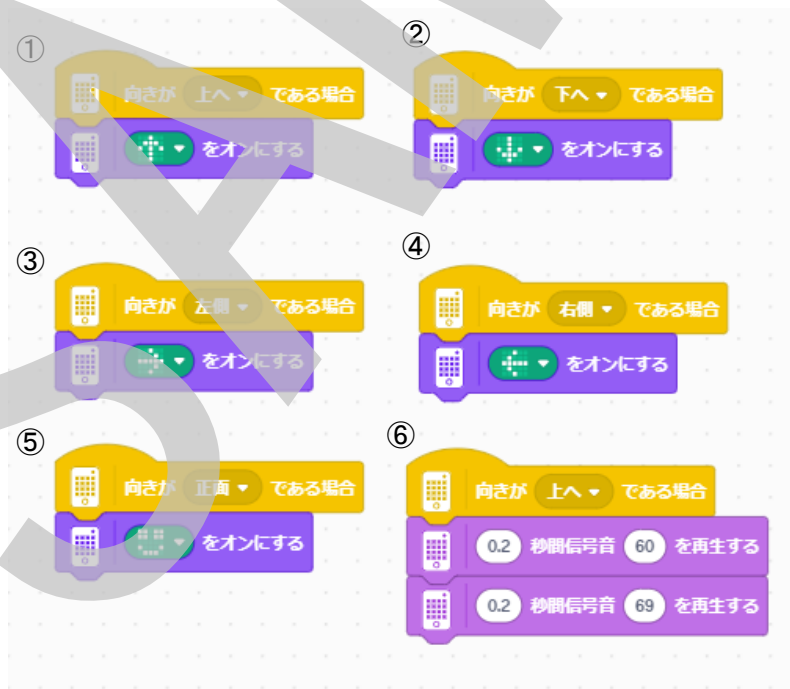 ①
向きが 上へ である場合
をオンにする
②
向きが 下へ である場合
をオンにする
③
向きが 左側 である場合
をオンにする
④
向きが 右側 である場合
をオンにする
⑤
向きが 正面 である場合
をオンにする
⑥
向きが 上へ である場合
0.2 秒間信号音 60 を再生する
0.2 秒間信号音 69 を再生する